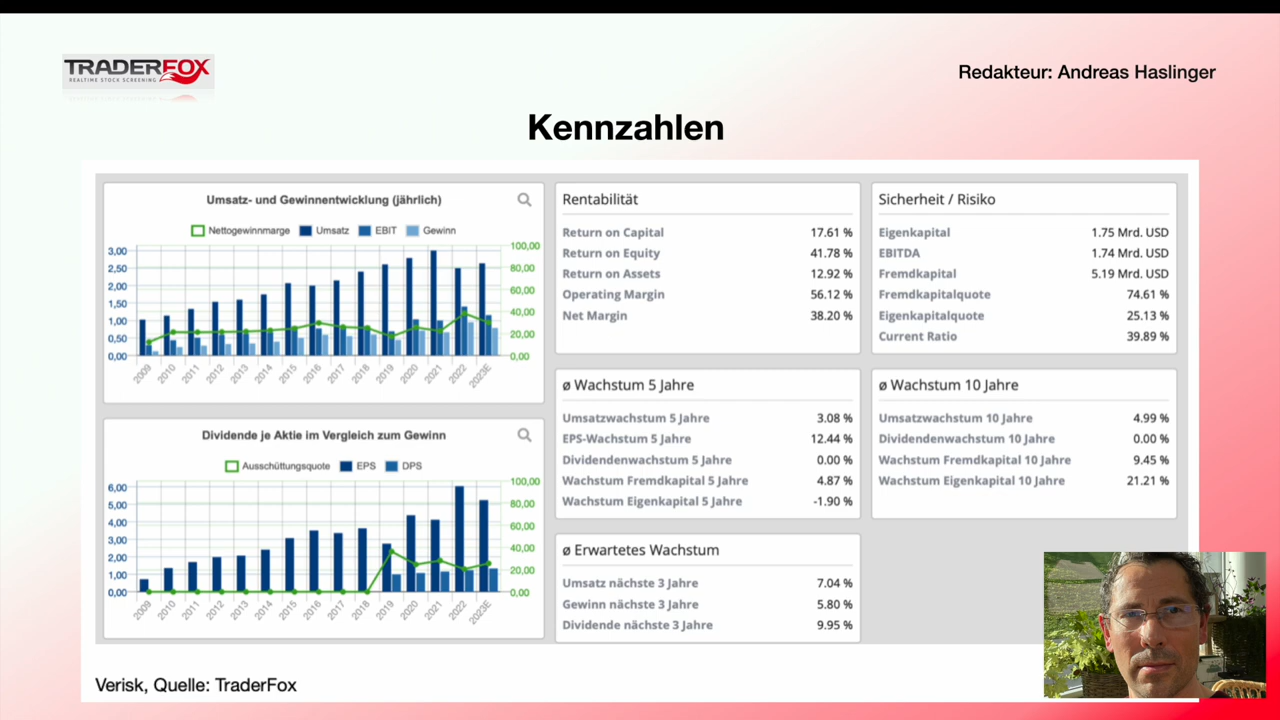 TRADERFOX
REALTIME STOCK SCREENING
Redakteur: Andreas Haslinger
Kennzahlen
Umsatz- und Gewinnentwicklung (jährlich)
Nettogewinnmarge Umsatz EBIT Gewinn
3,00
2,50
2,00
1,50
1,00
0,50
0,00
100,00
80,00
60,00
40,00
20,00
0,00
2009 2010 2011 2012 2013 2014 2015 2016 2017 2018 2019 2020 2021 2022 2023E
Dividende je Aktie im Vergleich zum Gewinn
Ausschüttungsquote EPS DPS
6,00
5,00
4,00
3,00
2,00
1,00
0,00
100,00
80,00
60,00
40,00
20,00
0,00
2009 2010 2011 2012 2013 2014 2015 2016 2017 2018 2019 2020 2021 2022 2023E
Rentabilität
Return on Capital 17.61 %
Return on Equity 41.78 %
Return on Assets 12.92 %
Operating Margin 56.12 %
Net Margin 38.20 %
Sicherheit / Risiko
Eigenkapital 1.75 Mrd. USD
EBITDA 1.74 Mrd. USD
Fremdkapital 5.19 Mrd. USD
Fremdkapitalquote 74.61 %
Eigenkapitalquote 25.13 %
Current Ratio 39.89 %
ø Wachstum 5 Jahre
Umsatzwachstum 5 Jahre 3.08 %
EPS-Wachstum 5 Jahre 12.44 %
Dividendenwachstum 5 Jahre 0.00 %
Wachstum Fremdkapital 5 Jahre 4.87 %
Wachstum Eigenkapital 5 Jahre -1.90 %
ø Wachstum 10 Jahre
Umsatzwachstum 10 Jahre 4.99 %
Dividendenwachstum 10 Jahre 0.00 %
Wachstum Fremdkapital 10 Jahre 9.45 %
Wachstum Eigenkapital 10 Jahre 21.21 %
ø Erwartetes Wachstum
Umsatz nächste 3 Jahre 7.04 %
Gewinn nächste 3 Jahre 5.80 %
Dividende nächste 3 Jahre 9.95 %
Verisk, Quelle: TraderFox